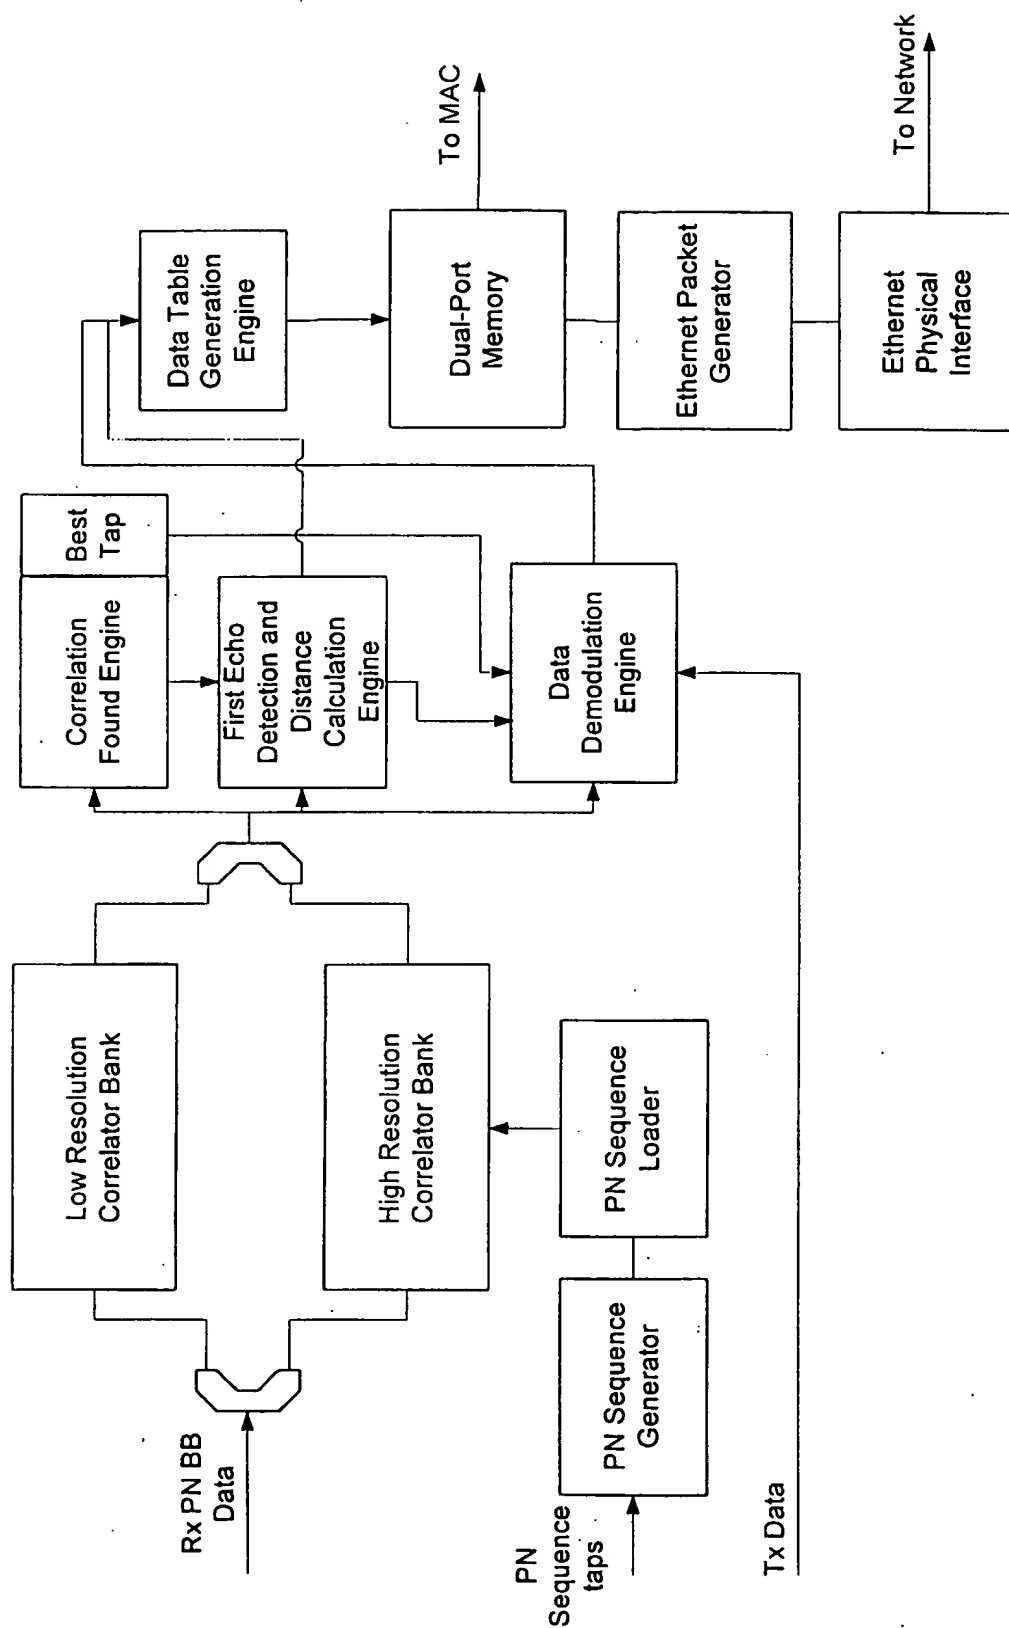 Rx PN BB
Data
Low Resolution
Correlator Bank
High Resolution
Correlator Bank
PN
Sequence
taps
PN Sequence
Generator
PN Sequence
Loader
Tx Data
Correlation
Found Engine
Best
Tap
First Echo
Detection and
Distance
Calculation
Engine
Data
Demodulation
Engine
Data Table
Generation
Engine
Dual-Port
Memory
To MAC
Ethernet Packet
Generator
Ethernet
Physical
Interface
To Network